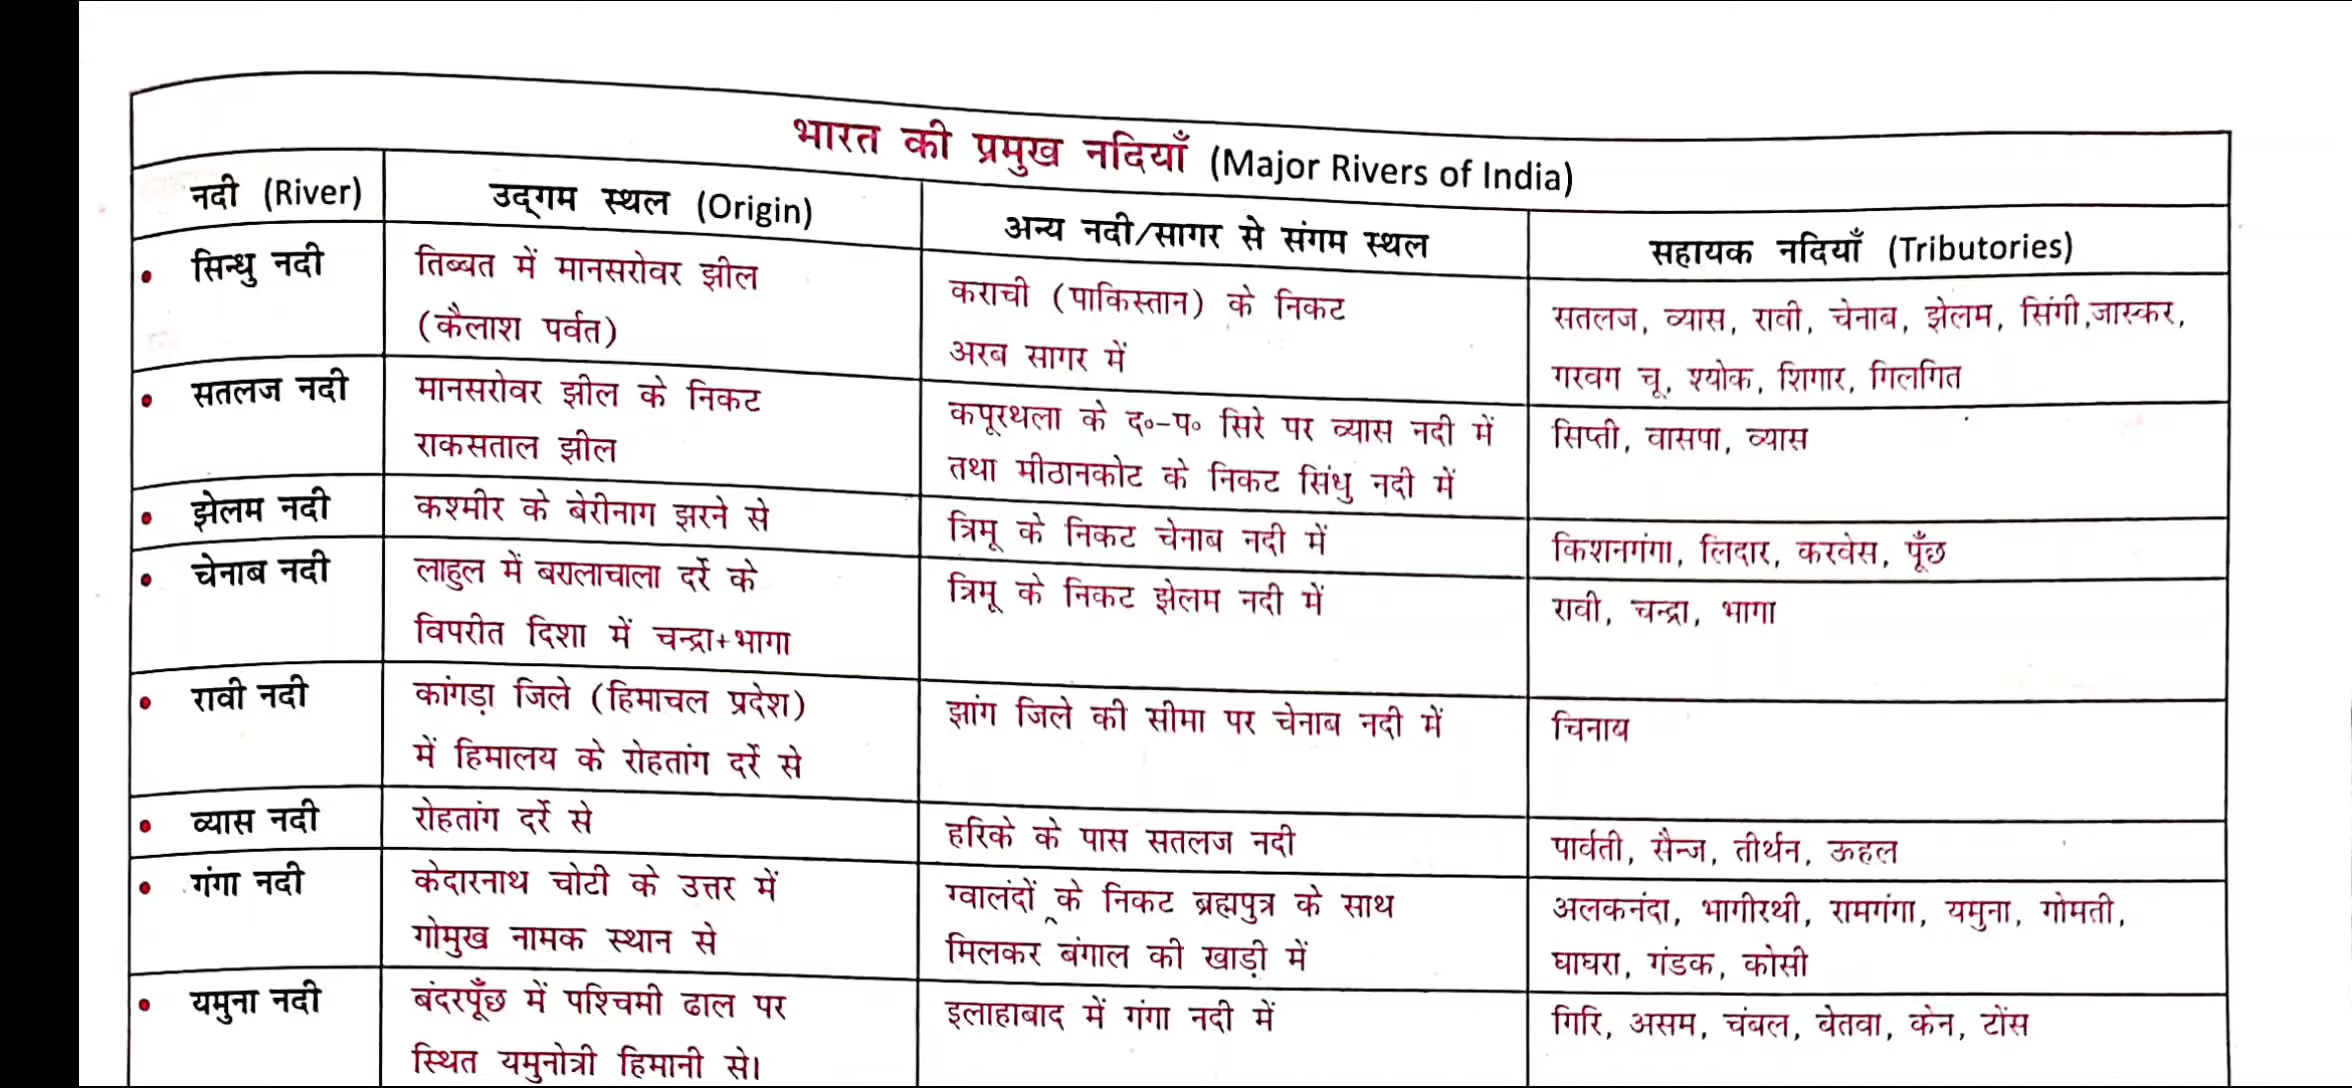 भारत की प्रमुख नदियाँ (Major Rivers of India)
नदी (River) उद्गम स्थल (Origin) अन्य नदी/सागर से संगम स्थल सहायक नदियाँ (Tributories)
• सिन्धु नदी तिब्बत में मानसरोवर झील कराची (पाकिस्तान) के निकट सतलज, व्यास, रावी, चेनाब, झेलम, सिंगी,जास्कर,
(कैलाश पर्वत) अरब सागर में गरवग चू, श्योक, शिगार, गिलगित
• सतलज नदी मानसरोवर झील के निकट कपूरथला के द०-प० सिरे पर व्यास नदी में सिप्ती, वासपा, व्यास
राकसताल झील तथा मीठानकोट के निकट सिंधु नदी में
• झेलम नदी कश्मीर के बेरीनाग झरने से त्रिमू के निकट चेनाब नदी में किशनगंगा, लिदार, करवेस, पूँछ
• चेनाब नदी लाहुल में बरालाचाला दर्रे के त्रिमू के निकट झेलम नदी में रावी, चन्द्रा, भागा
विपरीत दिशा में चन्द्रा+भागा
• रावी नदी कांगड़ा जिले (हिमाचल प्रदेश) झांग जिले की सीमा पर चेनाब नदी में चिनाय
में हिमालय के रोहतांग दर्रे से
• व्यास नदी रोहतांग दर्रे से हरिके के पास सतलज नदी पार्वती, सैन्ज, तीर्थन, ऊहल
• गंगा नदी केदारनाथ चोटी के उत्तर में ग्वालंदों के निकट ब्रह्मपुत्र के साथ अलकनंदा, भागीरथी, रामगंगा, यमुना, गोमती,
गोमुख नामक स्थान से मिलकर बंगाल की खाड़ी में घाघरा, गंडक, कोसी
• यमुना नदी बंदरपूँछ में पश्चिमी ढाल पर इलाहाबाद में गंगा नदी में गिरि, असम, चंबल, बेतवा, केन, टोंस
स्थित यमुनोत्री हिमानी से।